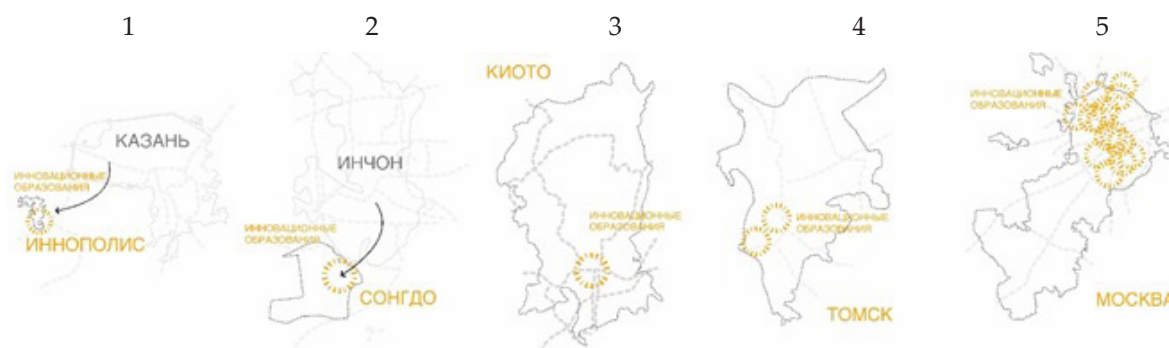 1
2
3
4
5
КАЗАНЬ
ИННОВАЦИОННЫЕ
ОБРАЗОВАНИЯ
ИННОПОЛИС
ИНЧОН
ИННОВАЦИОННЫЕ
ОБРАЗОВАНИЯ
СОНГДО
КИОТО
ИННОВАЦИОННЫЕ
ОБРАЗОВАНИЯ
ИННОВАЦИОННЫЕ
ОБРАЗОВАНИЯ
ТОМСК
ИННОВАЦИОННЫЕ
ОБРАЗОВАНИЯ
МОСКВА